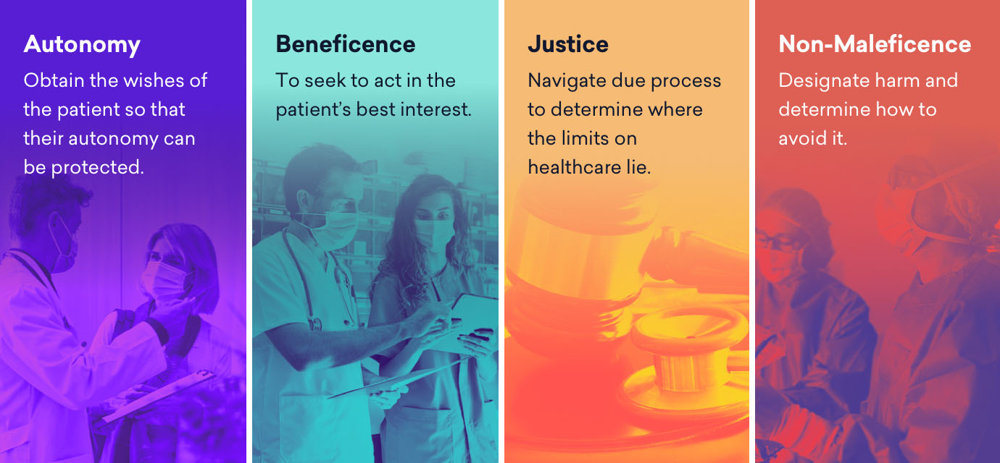 Autonomy
Obtain the wishes of
the patient so that
their autonomy can
be protected.
Beneficence
To seek to act in the
patient’s best interest.
Justice
Navigate due process
to determine where
the limits on
healthcare lie.
Non-Maleficence
Designate harm and
determine how to
avoid it.